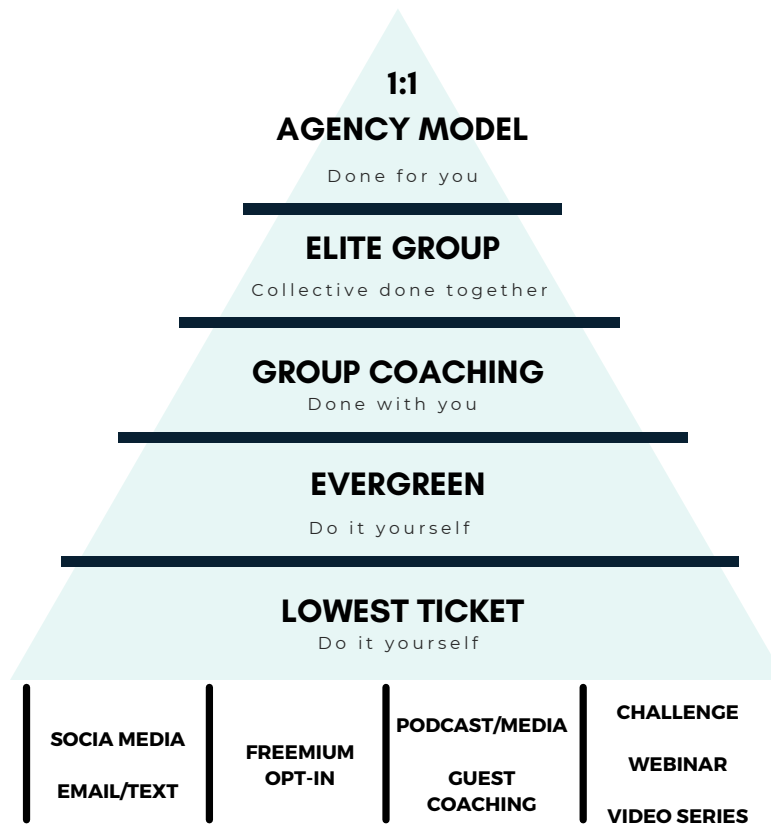 1:1
AGENCY MODEL
Done for you
ELITE GROUP
Collective done together
GROUP COACHING
Done with you
EVERGREEN
Do it yourself
LOWEST TICKET
Do it yourself
SOCIA MEDIA
EMAIL/TEXT
FREEMIUM
OPT-IN
PODCAST/MEDIA
GUEST
COACHING
CHALLENGE
WEBINAR
VIDEO SERIES